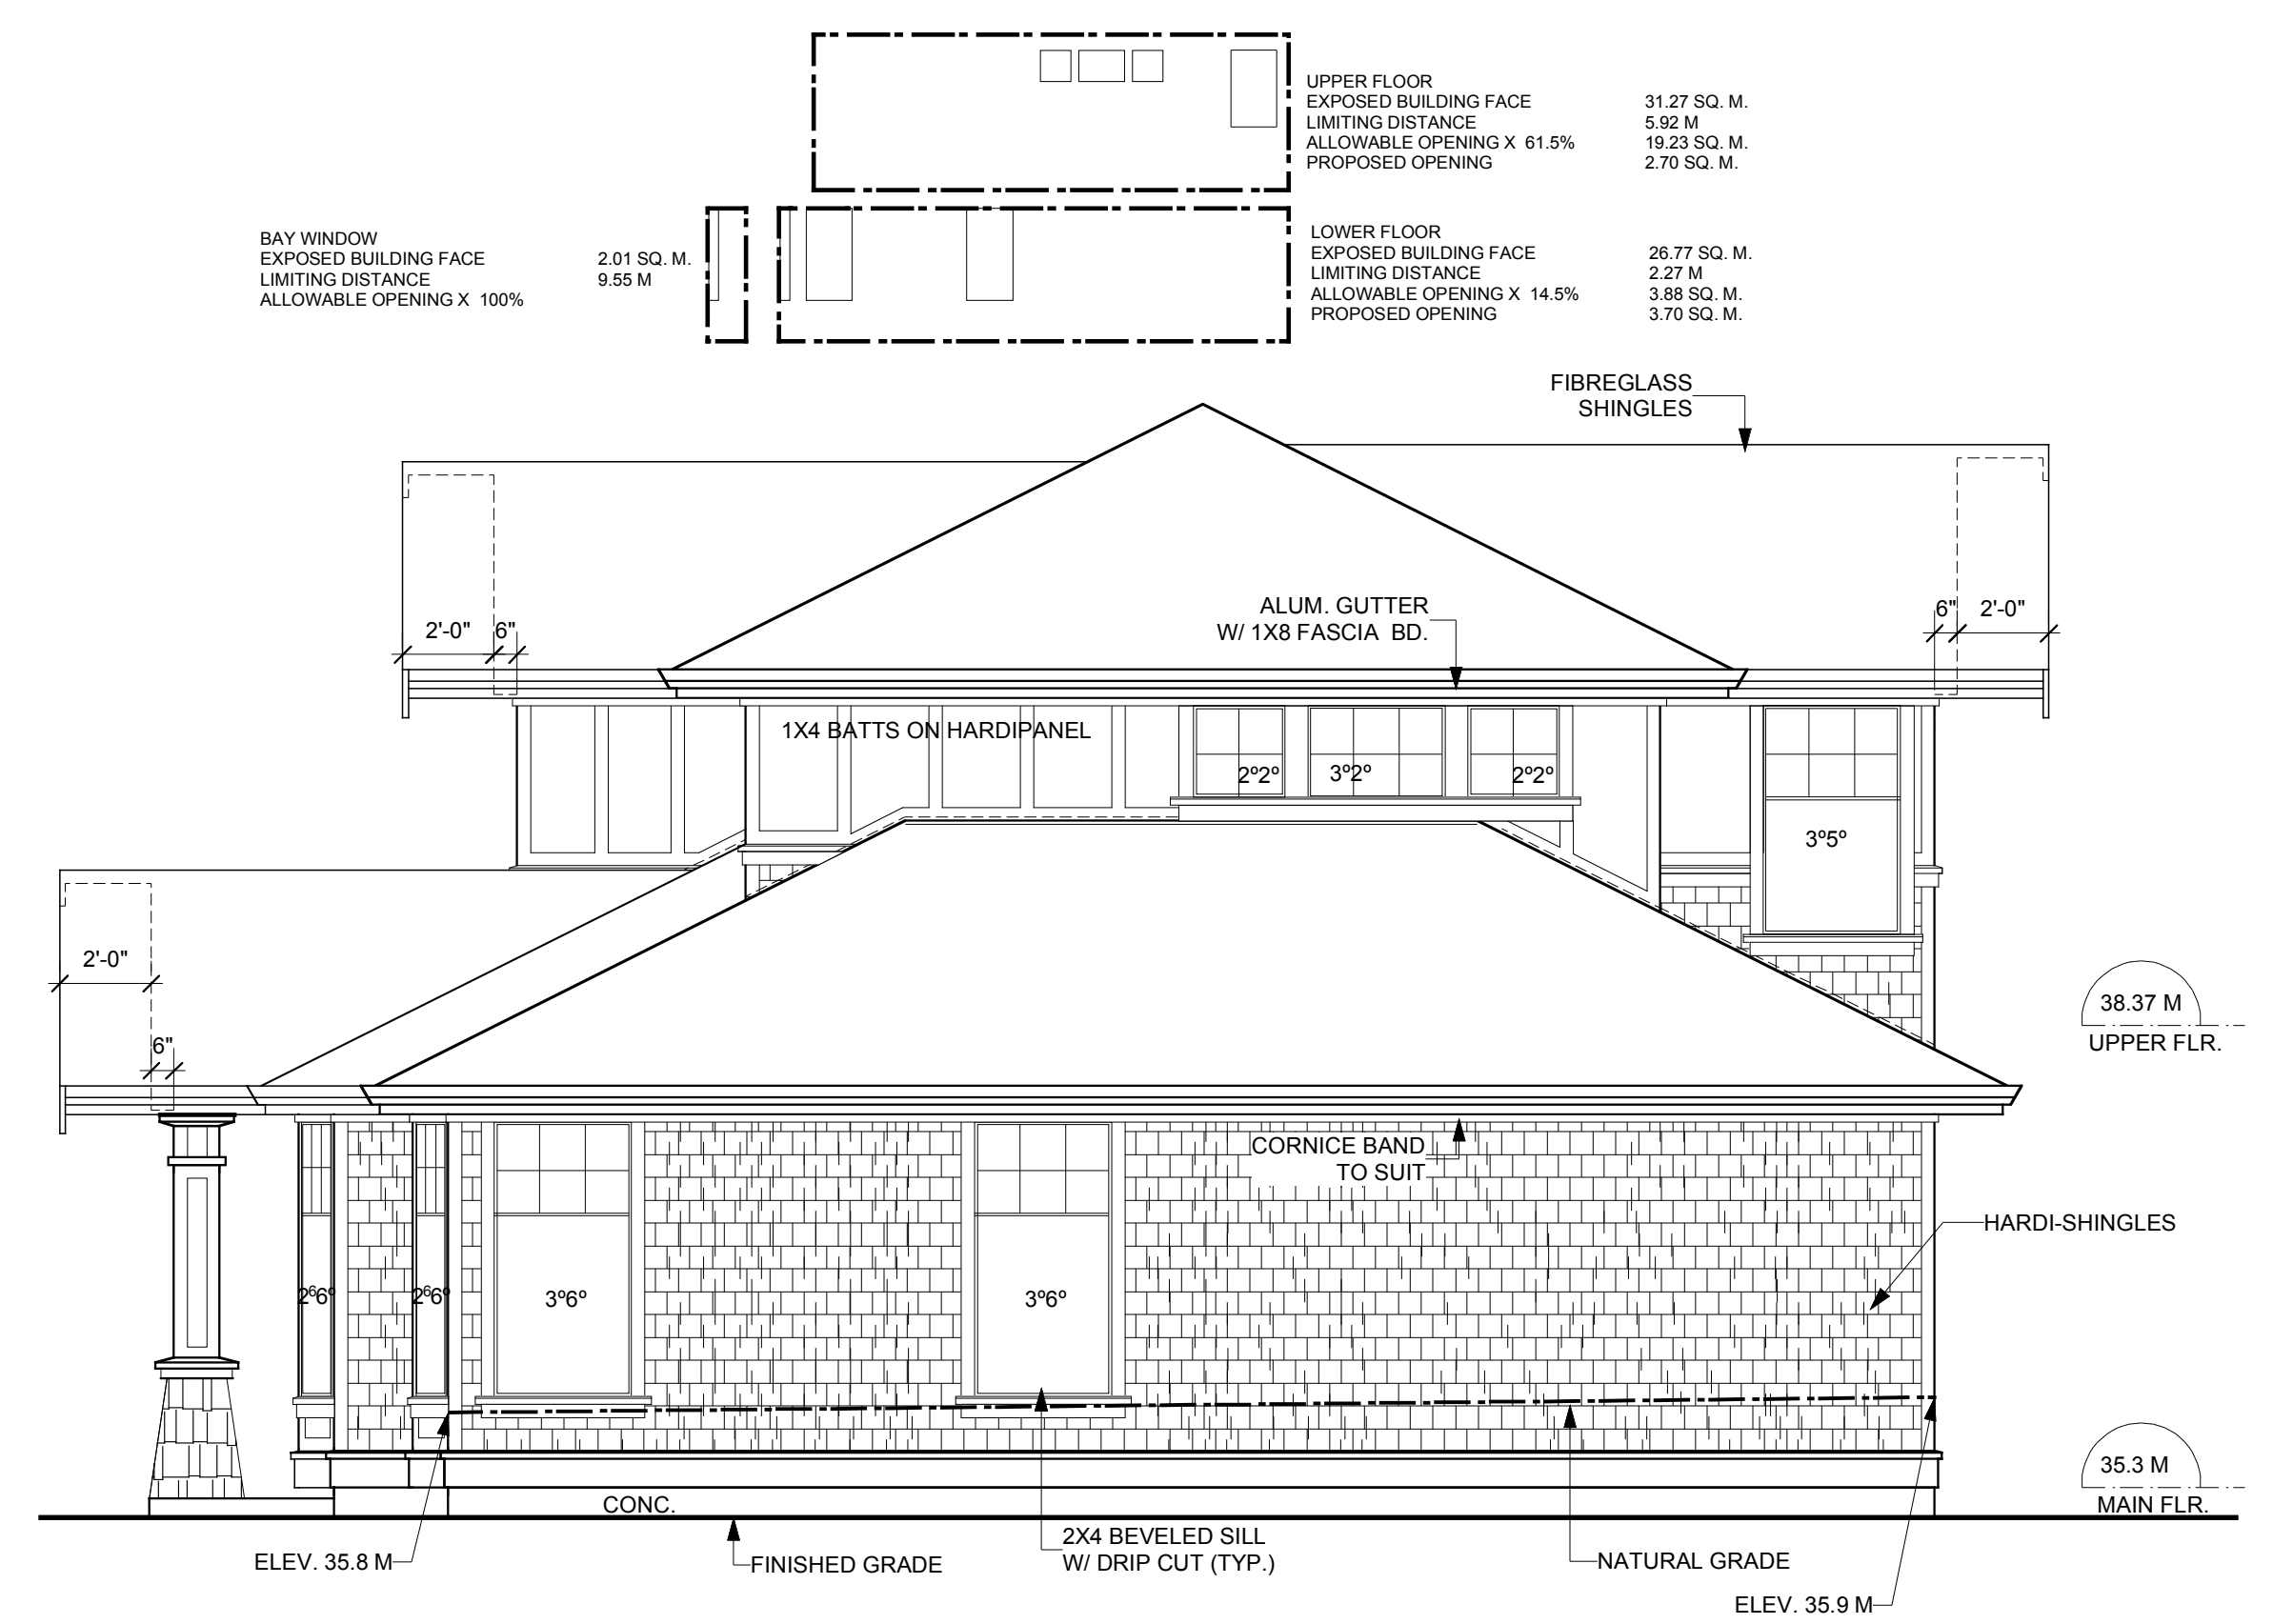 UPPER FLOOR
EXPOSED BUILDING FACE 31.27 SQ. M.
LIMITING DISTANCE 5.92 M
ALLOWABLE OPENING X 61.5% 19.23 SQ. M.
PROPOSED OPENING 2.70 SQ. M.
BAY WINDOW
EXPOSED BUILDING FACE 2.01 SQ. M.
LIMITING DISTANCE 9.55 M
ALLOWABLE OPENING X 100%
LOWER FLOOR
EXPOSED BUILDING FACE 26.77 SQ. M.
LIMITING DISTANCE 2.27 M
ALLOWABLE OPENING X 14.5% 3.88 SQ. M.
PROPOSED OPENING 3.70 SQ. M.
FIBREGLASS
SHINGLES
ALUM. GUTTER
W/ 1X8 FASCIA BD.
2'-0" 6"
6" 2'-0"
1X4 BATTS ON HARDIPANEL
2º2º 3º2º 2º2º
3º5º
2'-0"
6"
38.37 M
UPPER FLR.
CORNICE BAND
TO SUIT
HARDI-SHINGLES
2⁶6º 2⁶6º 3º6º 3º6º
35.3 M
MAIN FLR.
CONC.
ELEV. 35.8 M
FINISHED GRADE
2X4 BEVELED SILL
W/ DRIP CUT (TYP.)
NATURAL GRADE
ELEV. 35.9 M